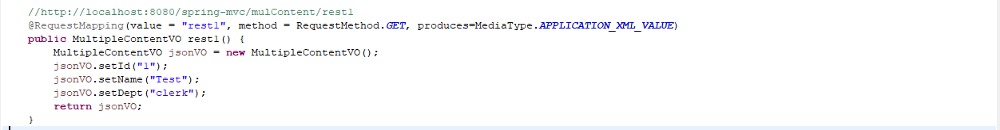 //http://localhost:8080/spring-mvc/mulContent/rest1
@RequestMapping(value = "rest1", method = RequestMethod.GET, produces=MediaType.APPLICATION_XML_VALUE)
public MultipleContentVO rest1() {
MultipleContentVO jsonVO = new MultipleContentVO();
jsonVO.setId("1");
jsonVO.setName("Test");
jsonVO.setDept("clerk");
return jsonVO;
}